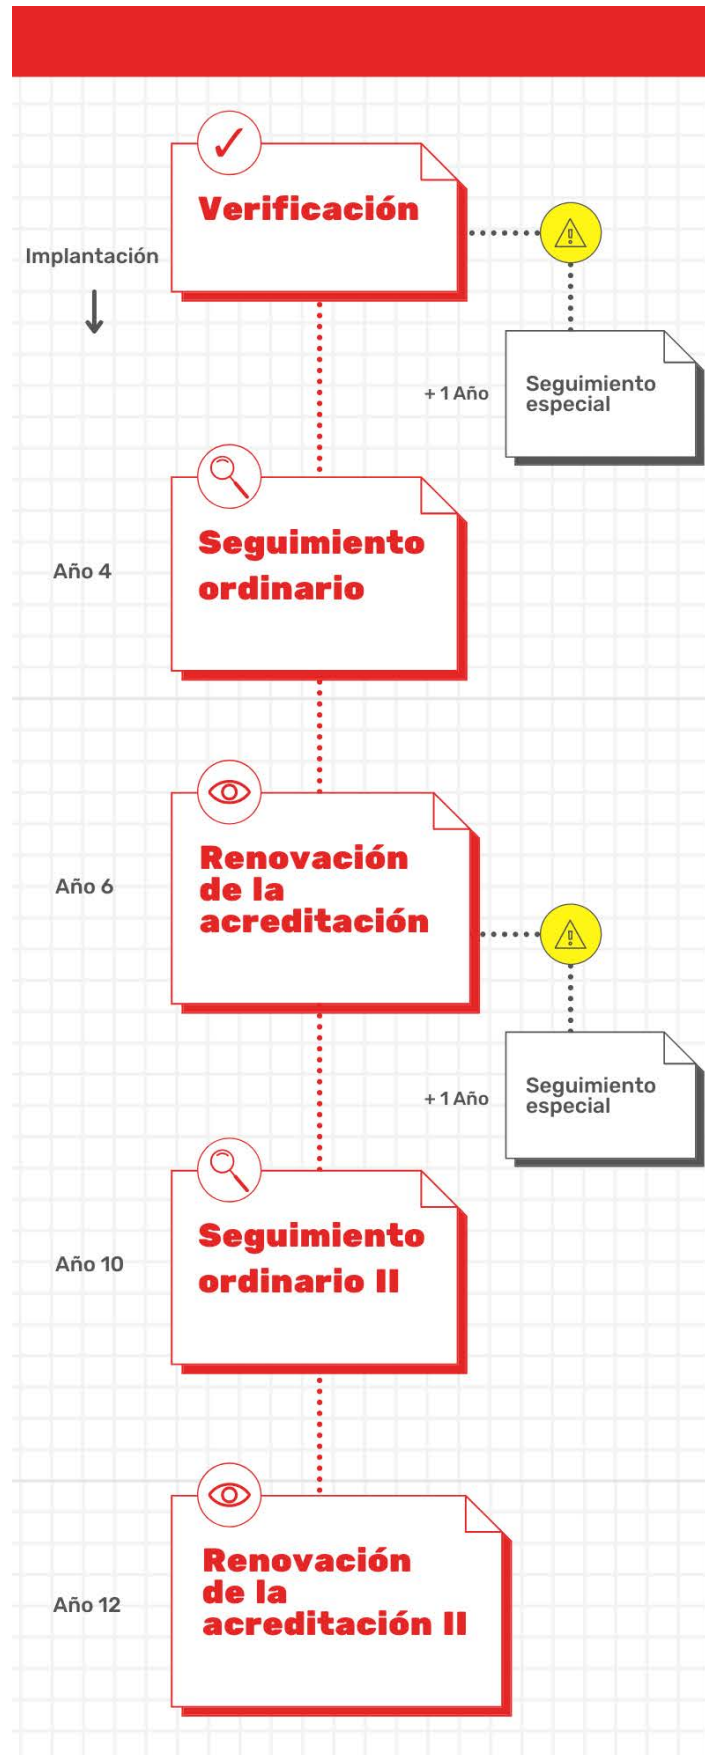 Verificación
Implantación
+ 1 Año
Seguimiento
especial
Seguimiento
ordinario
Año 4
Renovación
de la
acreditación
Año 6
+ 1 Año
Seguimiento
especial
Seguimiento
ordinario II
Año 10
Renovación
de la
acreditación II
Año 12